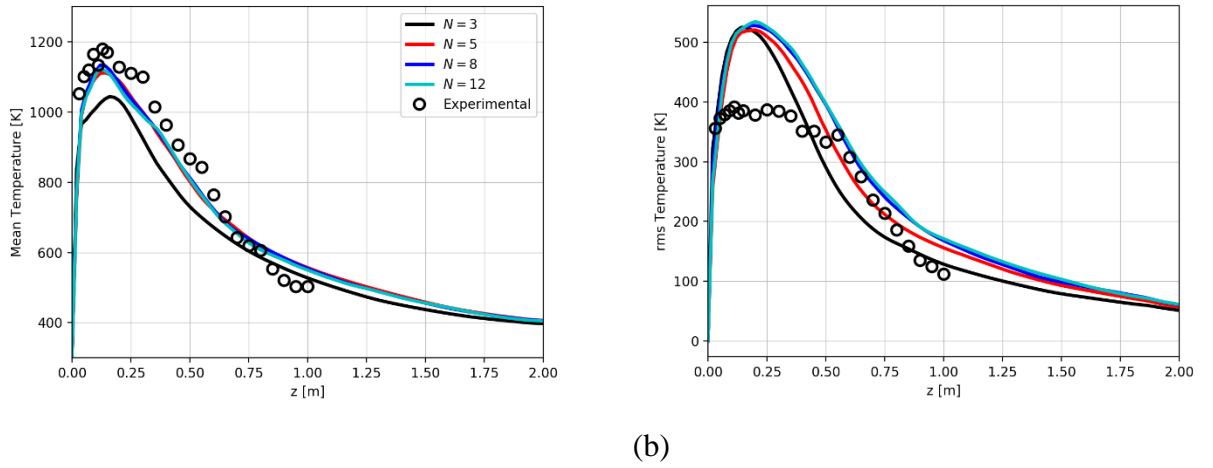 Mean Temperature [K]
1200
1000
800
600
400
0.00 0.25 0.50 0.75 1.00 1.25 1.50 1.75 2.00
z [m]
N = 3
N = 5
N = 8
N = 12
Experimental
rms Temperature [K]
500
400
300
200
100
0
0.00 0.25 0.50 0.75 1.00 1.25 1.50 1.75 2.00
z [m]
(b)